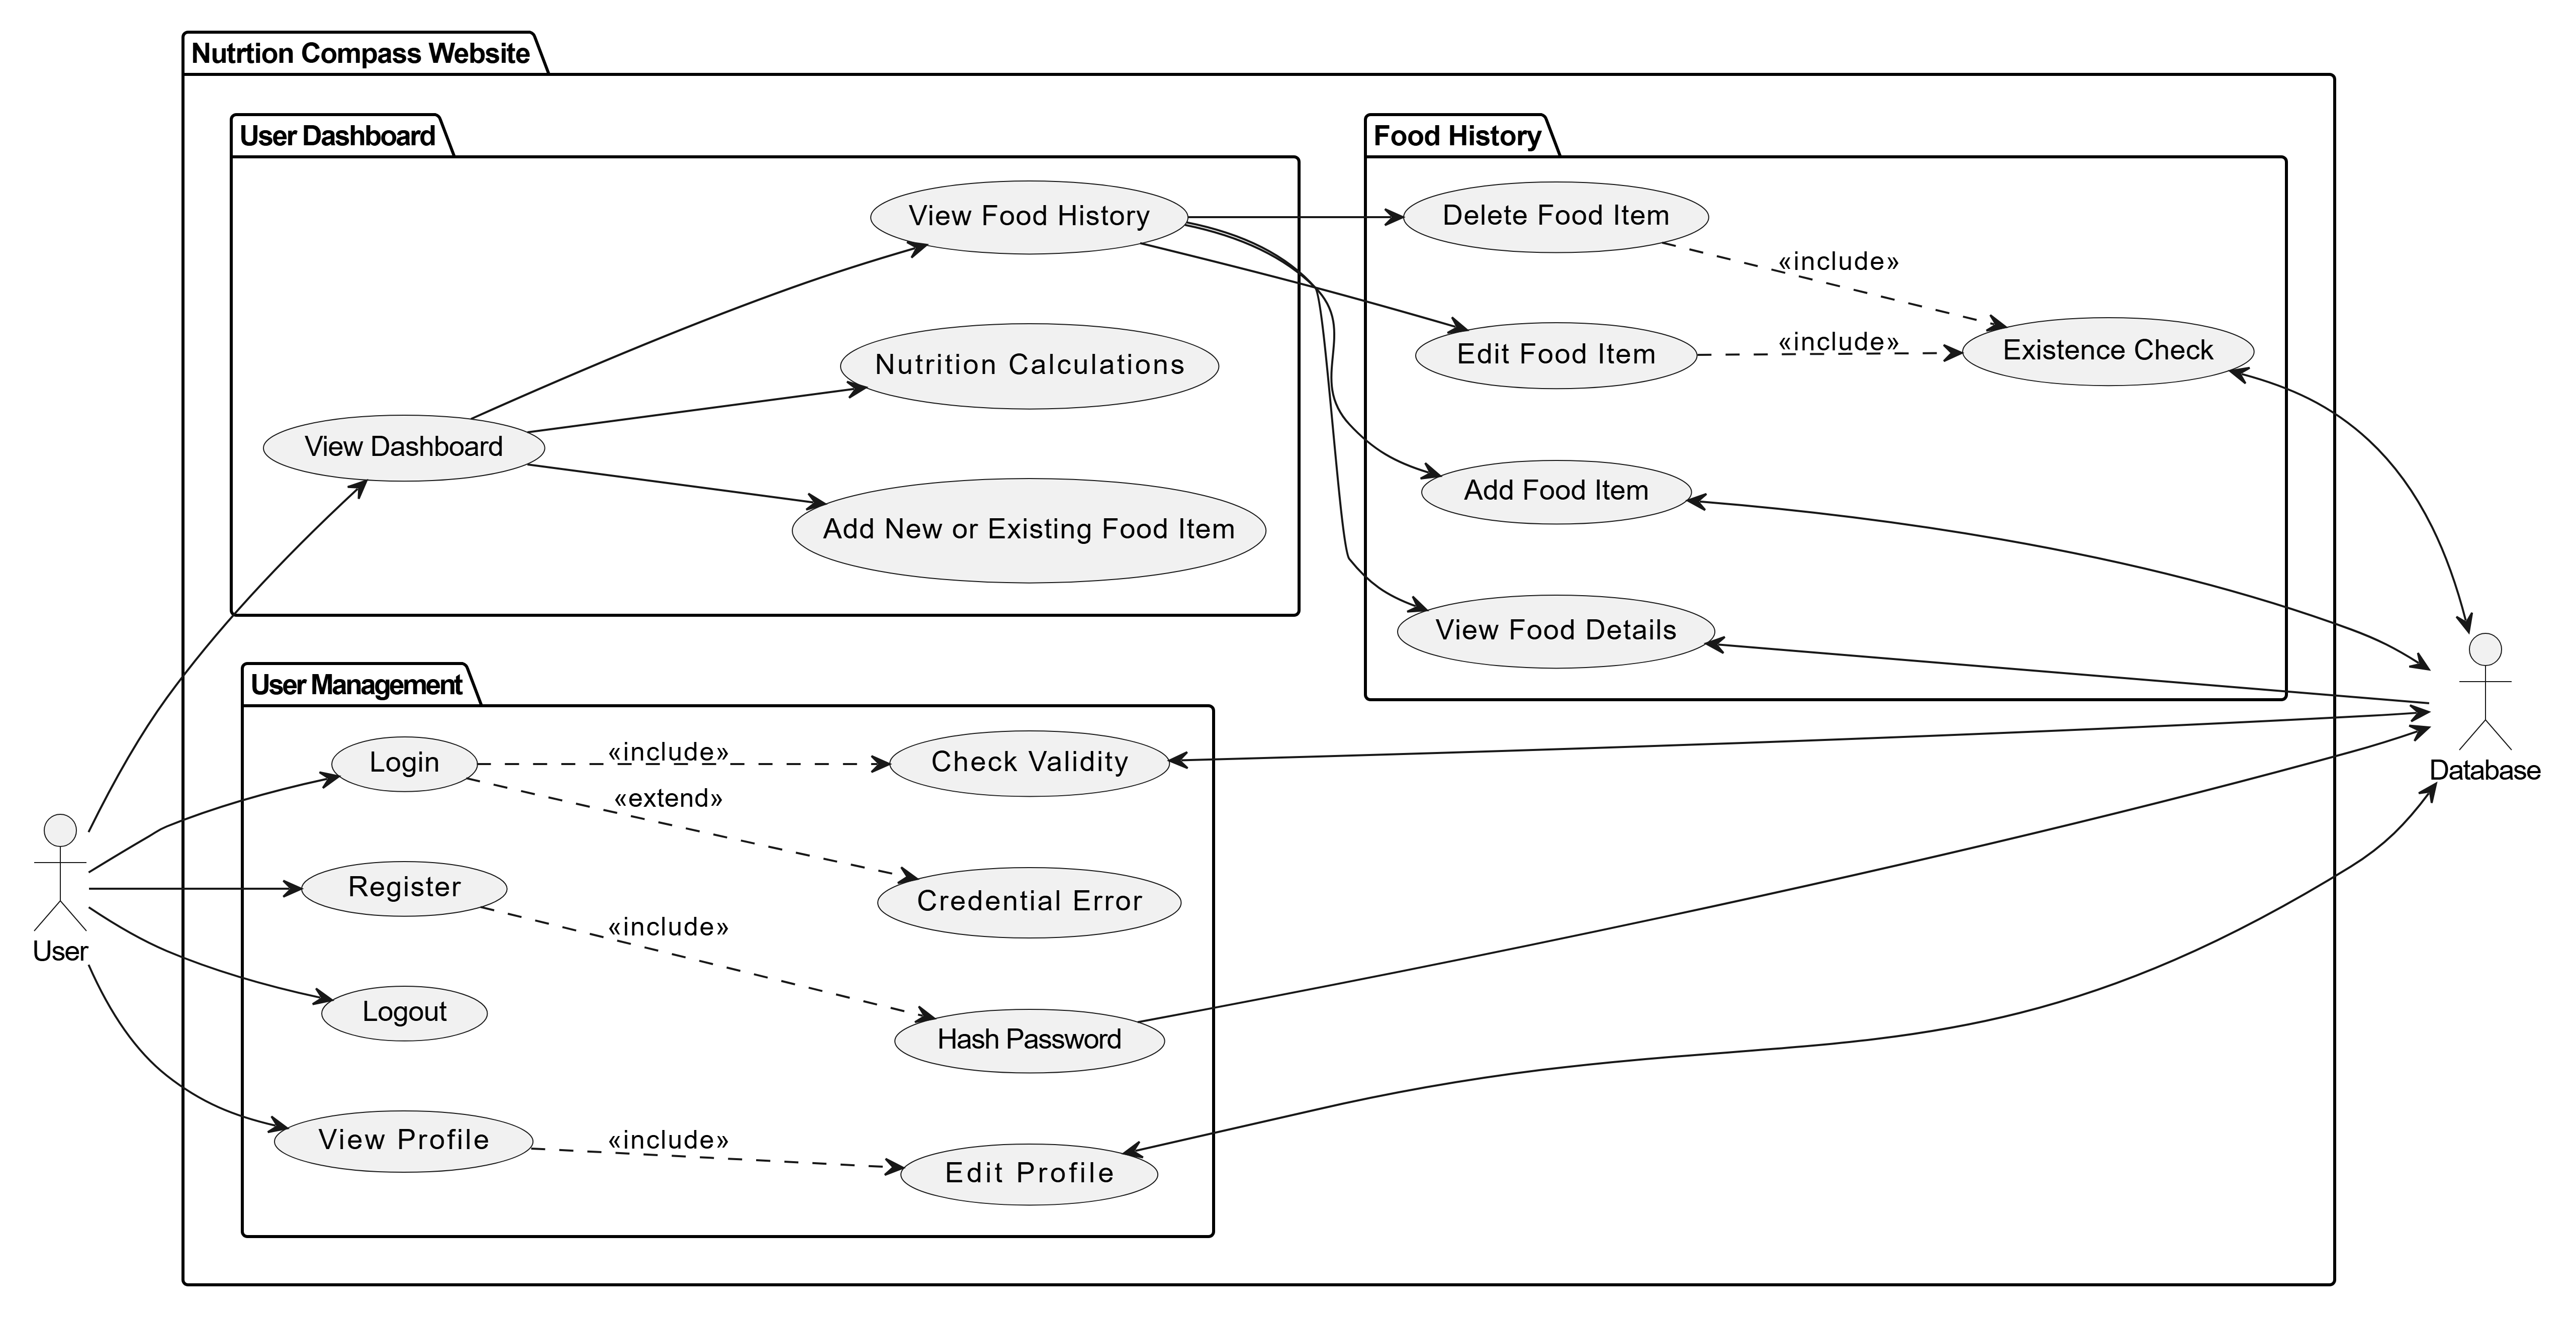 Nutrtion Compass Website
User Dashboard
View Food History
Nutrition Calculations
View Dashboard
Add New or Existing Food Item
Food History
Delete Food Item
«include»
Edit Food Item
«include»
Existence Check
Add Food Item
View Food Details
User Management
Login
«include»
Check Validity
«extend»
Credential Error
Register
«include»
Logout
Hash Password
View Profile
«include»
Edit Profile
User
Database